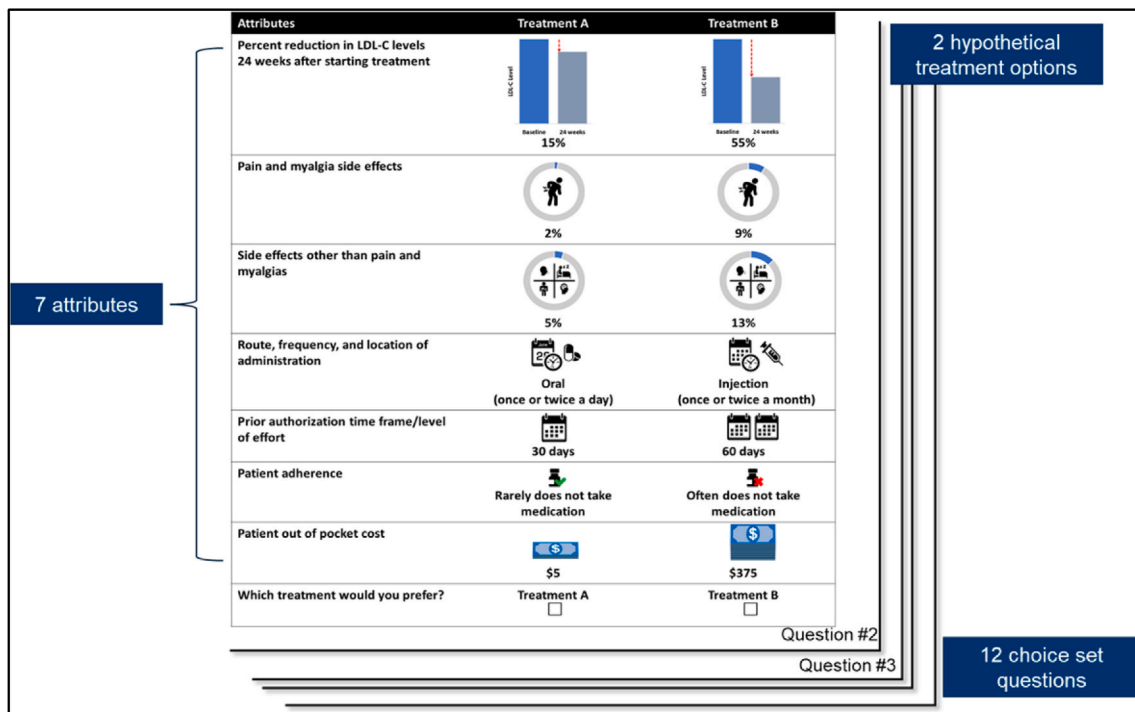 Attributes Treatment A Treatment B
Percent reduction in LDL-C levels
24 weeks after starting treatment
LDL-C Level LDL-C Level
Baseline 24 weeks Baseline 24 weeks
15% 55%
Pain and myalgia side effects
2% 9%
Side effects other than pain and
myalgias
5% 13%
Route, frequency, and location of
administration
Oral Injection
(once or twice a day) (once or twice a month)
Prior authorization time frame/level
of effort
30 days 60 days
Patient adherence
Rarely does not take Often does not take
medication medication
Patient out of pocket cost
$ $
$5 $375
Which treatment would you prefer? Treatment A Treatment B
Question #2
Question #3
7 attributes
2 hypothetical
treatment options
12 choice set
questions